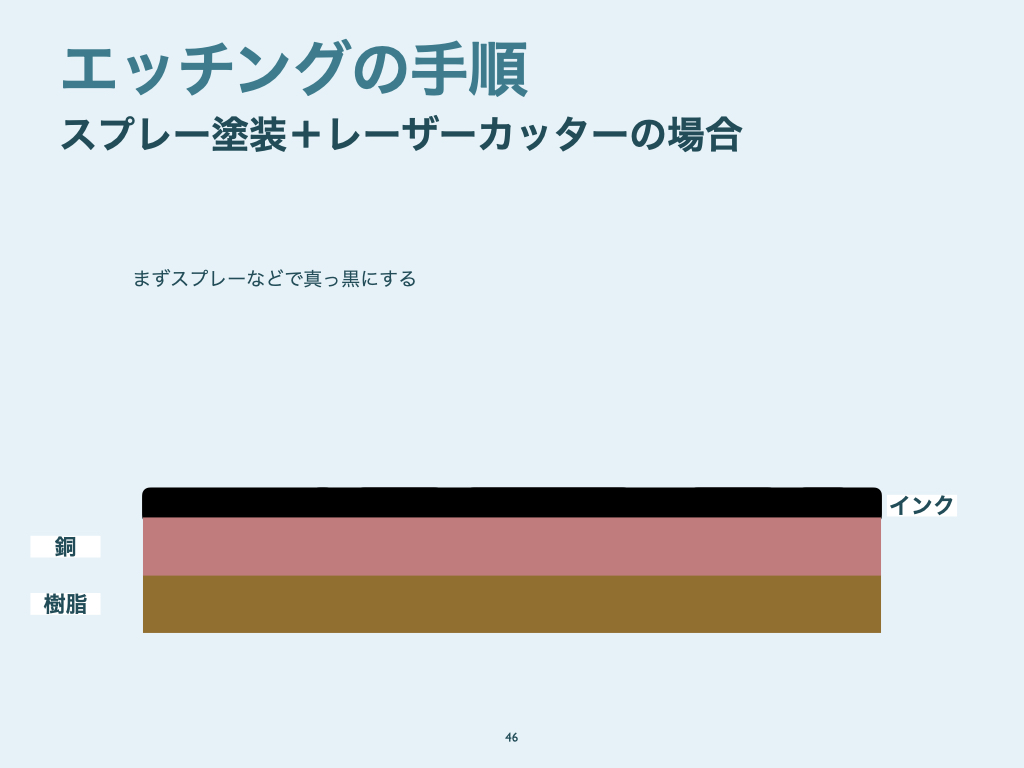 エッチングの手順
スプレー塗装＋レーザーカッターの場合
まずスプレーなどで真っ黒にする
インク
銅
樹脂
46